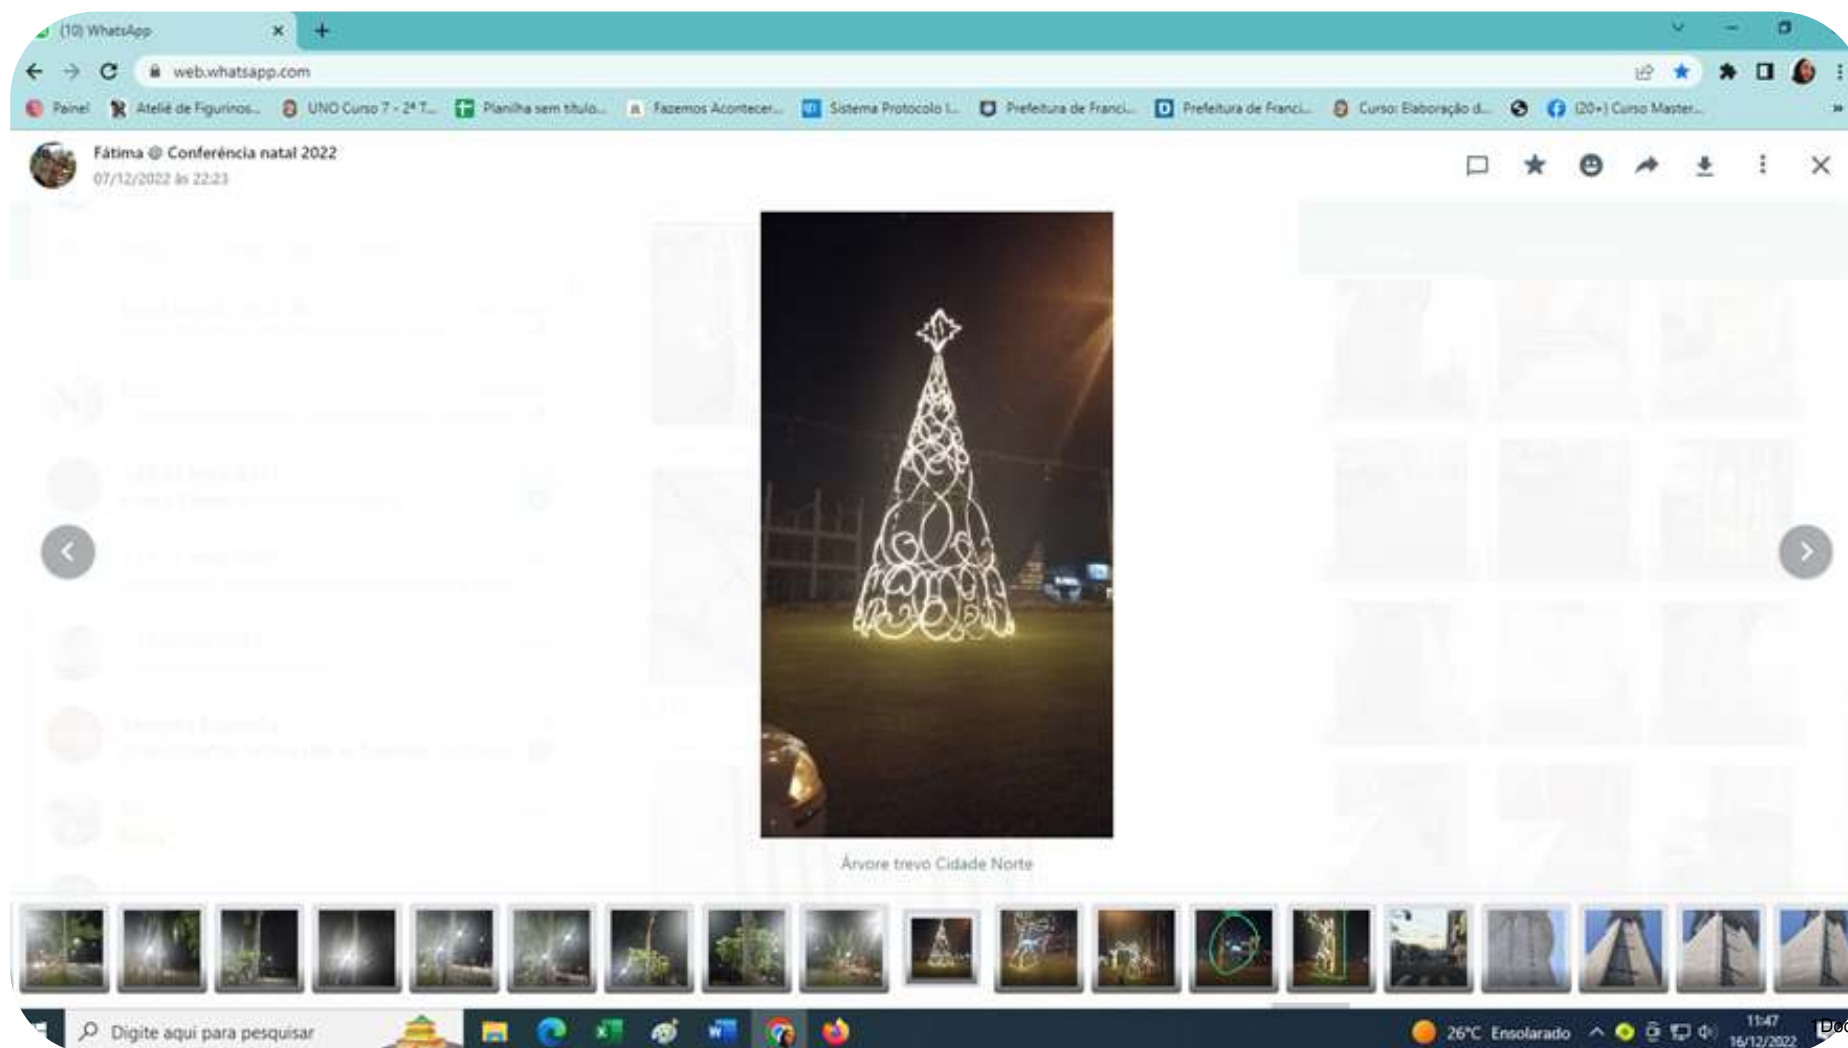 (10) WhatsApp
web.whatsapp.com
Painel
Ateliê de Figurinos...
UNO Curso 7 - 2ª T...
Planilha sem título...
Fazemos Acontecer...
Sistema Protocolo I...
Prefeitura de Franci...
Prefeitura de Franci...
Curso: Elaboração d...
(20+) Curso Master...
Fátima @ Conferência natal 2022
07/12/2022 às 22:23
Árvore trevo Cidade Norte
Digite aqui para pesquisar
26°C Ensolarado
11:47
16/12/2022